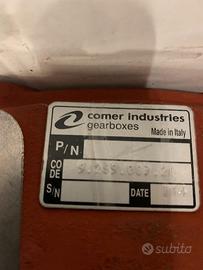 comer industries
gearboxes
Made in Italy
P/N
CODE
S/N DATE
subito